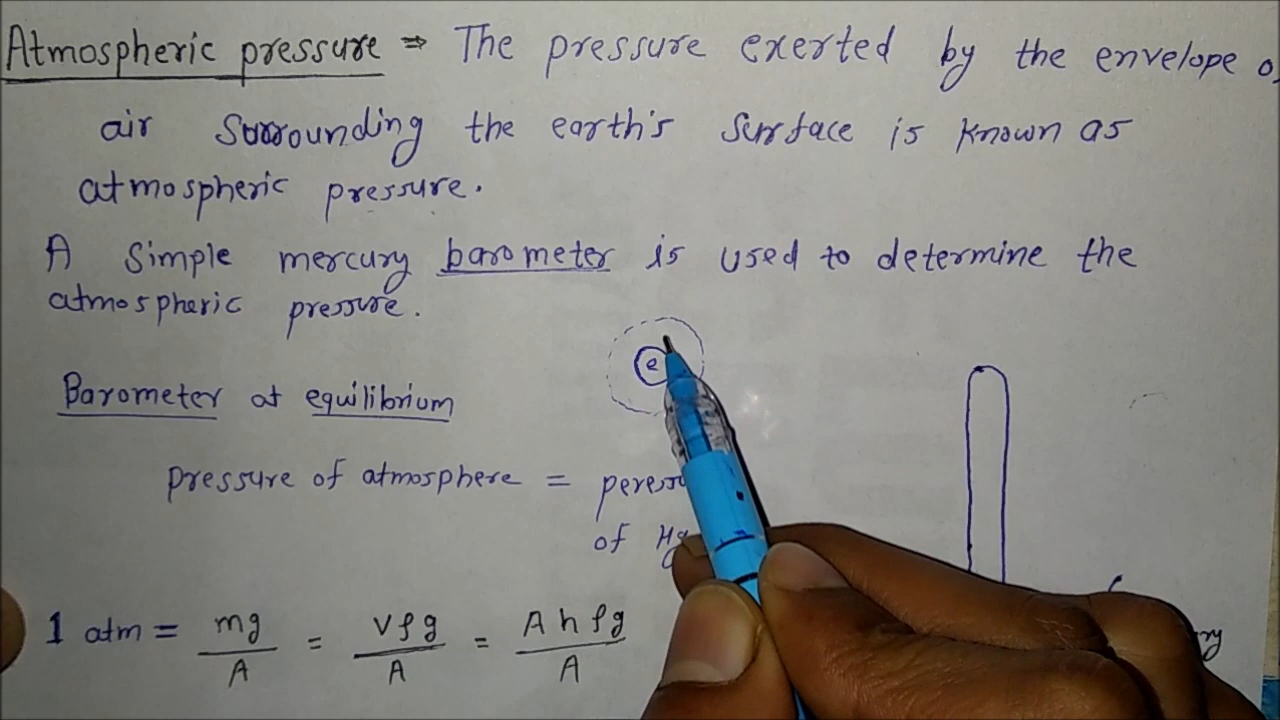 Atmospheric pressure ⇒ The pressure exerted by the envelope
air surrounding the earth's surface is known as
atmospheric pressure.
A simple mercury barometer is used to determine the
atmospheric pressure.
e
Barometer at equilibrium
pressure of atmosphere =
of Hg
1 atm = mg/A = Vρg/A = Ahρg/A